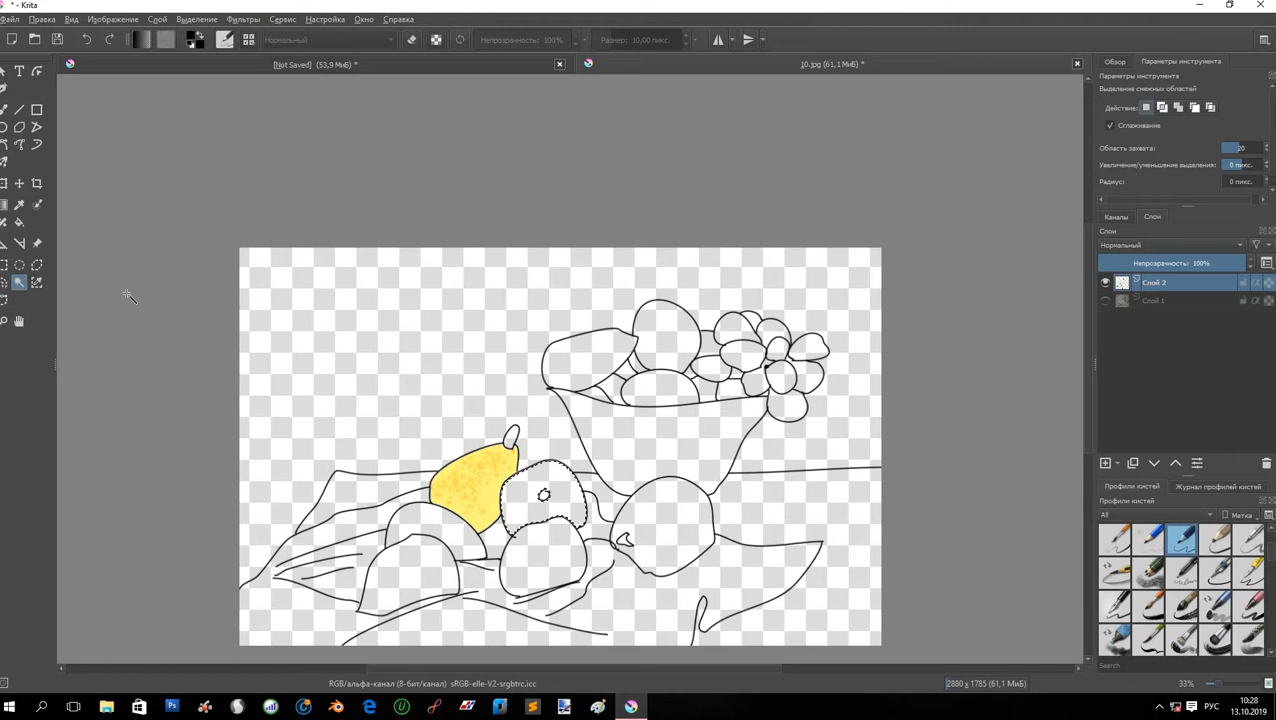 * - Krita
Файл Правка Вид Изображение Слой Выделение Фильтры Сервис Настройка Окно Справка
Нормальный Непрозрачность: 100% Размер: 10,00 пикс.
[Not Saved] (53,9 МиБ) * 10.jpg (61,1 МиБ) *
Обзор Параметры инструмента
Параметры инструмента
Выделение смежных областей
Действие:
Сглаживание
Область захвата: 20
Увеличение/уменьшение выделения: 0 пикс.
Радиус: 0 пикс.
Каналы Слои
Слои
Нормальный
Непрозрачность: 100%
Слой 2
Слой 1
Профили кистей Журнал профилей кистей
Профили кистей
All Метка
Search
RGB/альфа-канал (8-бит/канал) sRGB-elle-V2-srgbtrc.icc 2880 x 1785 (61,1 МиБ) 33%
РУС 10:28
13.10.2019